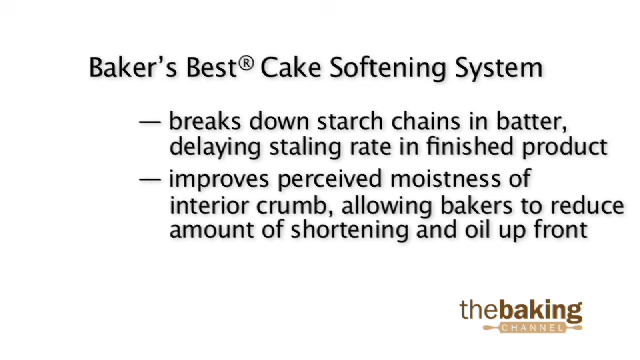 Baker's Best® Cake Softening System
— breaks down starch chains in batter,
delaying staling rate in finished product
— improves perceived moistness of
interior crumb, allowing bakers to reduce
amount of shortening and oil up front
thebaking
CHANNEL